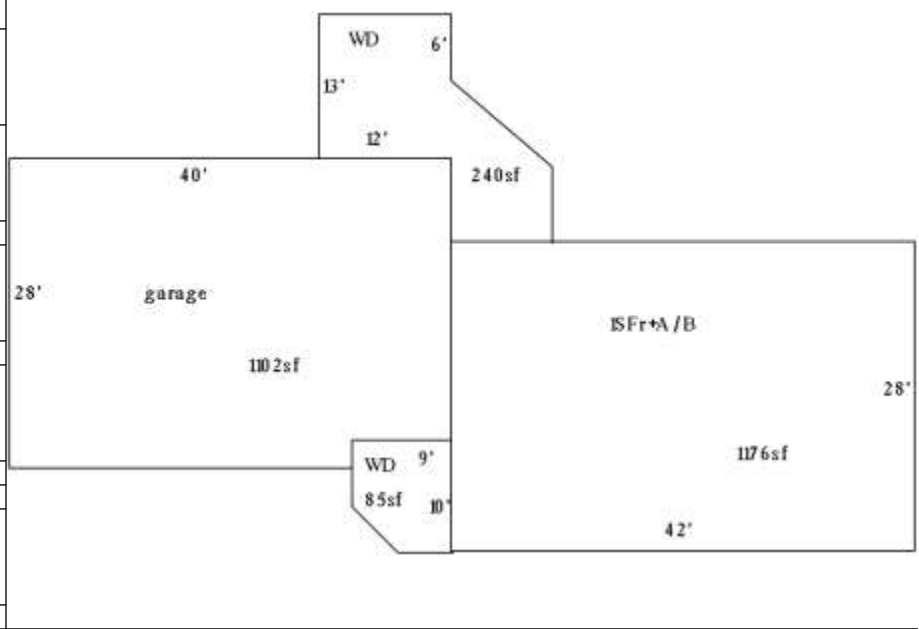 WD
6'
13'
12'
40'
240sf
28'
garage
1SFr+A/B
1102sf
28'
1176sf
WD
9'
85sf
10'
42'